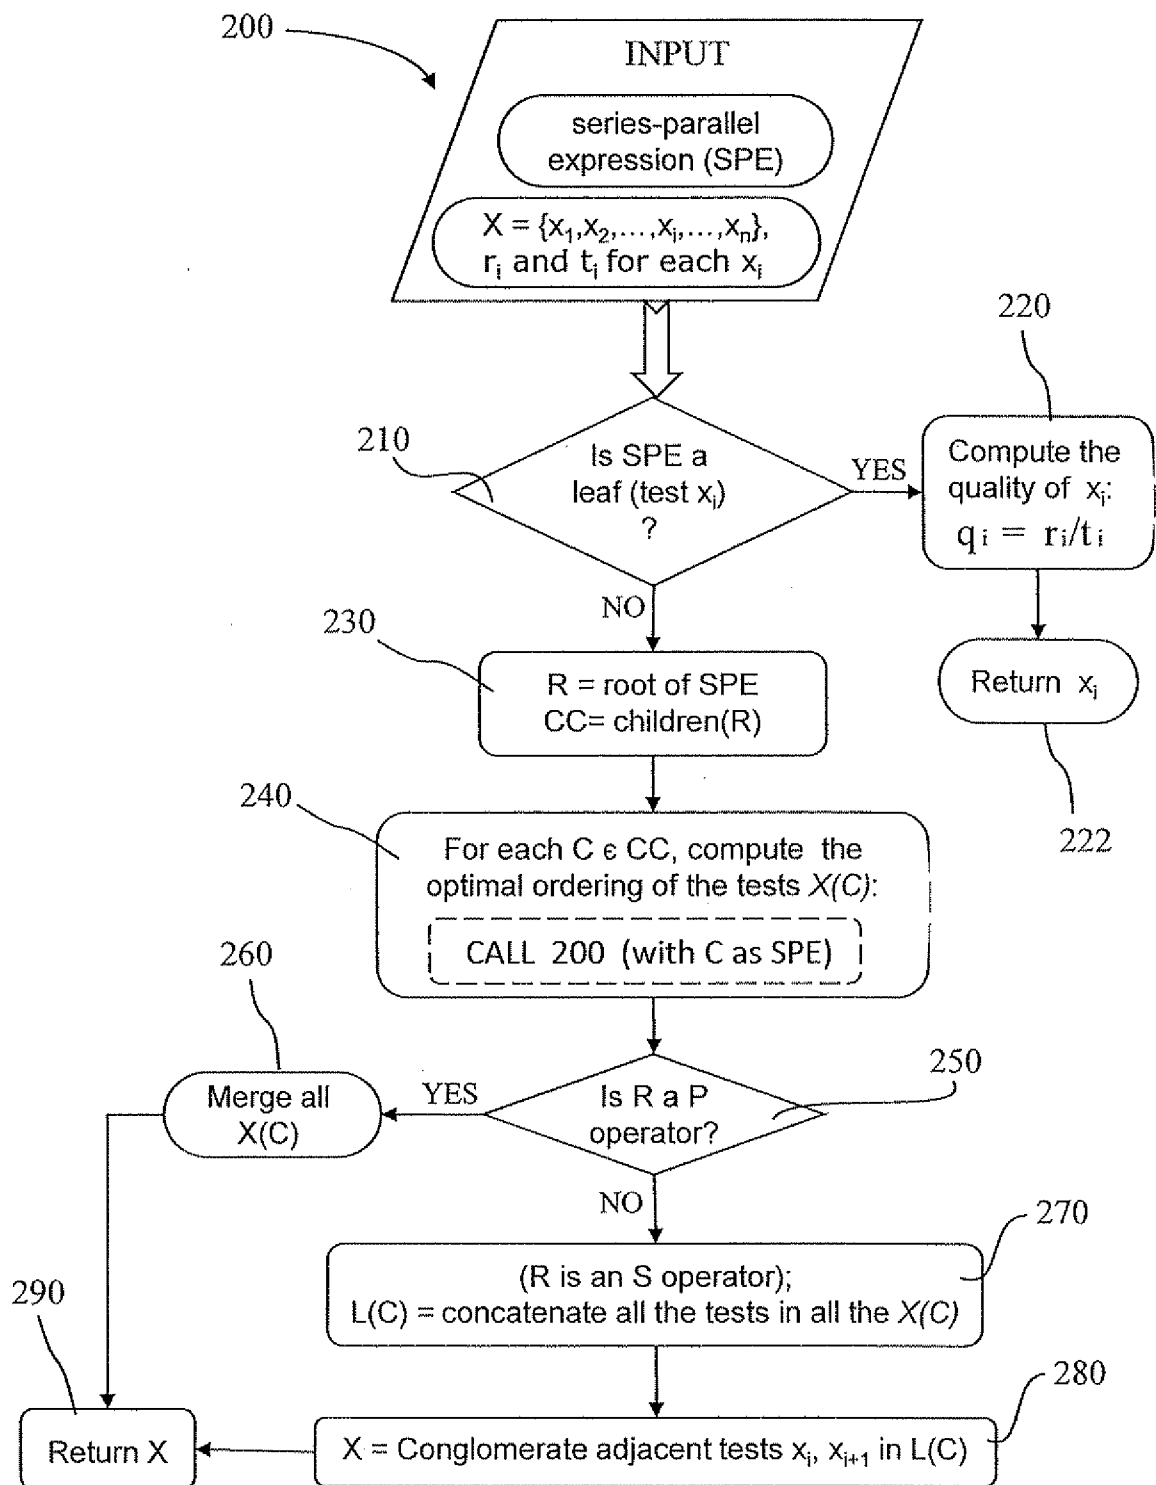 200
INPUT
series-parallel
expression (SPE)
X = {x₁,x₂,...,xᵢ,...,xₙ},
rᵢ and tᵢ for each xᵢ
220
210
Is SPE a
leaf (test xᵢ)
?
YES
Compute the
quality of xᵢ:
qᵢ = rᵢ/tᵢ
NO
230
R = root of SPE
CC= children(R)
Return xᵢ
222
240
For each C є CC, compute the
optimal ordering of the tests X(C):
CALL 200 (with C as SPE)
260
250
Merge all
X(C)
YES
Is R a P
operator?
NO
270
(R is an S operator);
L(C) = concatenate all the tests in all the X(C)
290
280
Return X
X = Conglomerate adjacent tests xᵢ, xᵢ₊₁ in L(C)